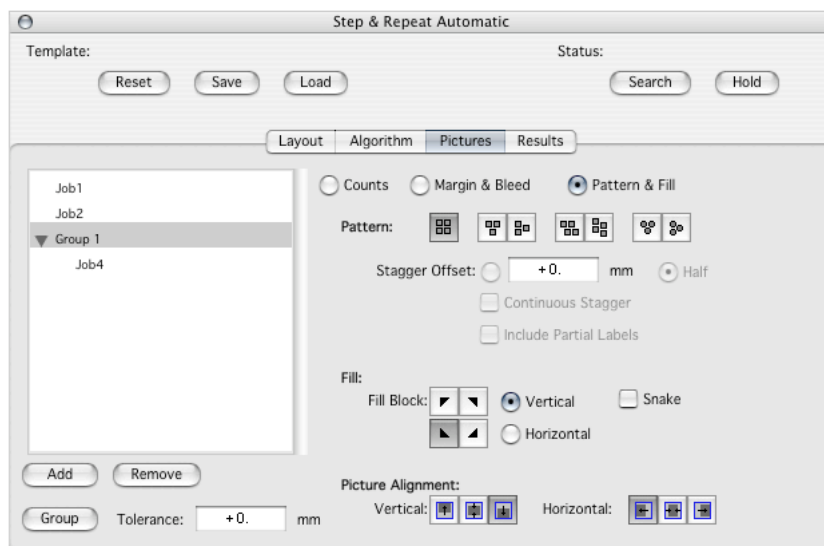 Step & Repeat Automatic
Template:
Status:
Reset
Save
Load
Search
Hold
Layout
Algorithm
Pictures
Results
Job1
Job2
Group 1
Job4
Counts
Margin & Bleed
Pattern & Fill
Pattern:
Stagger Offset:
+0.
mm
Half
Continuous Stagger
Include Partial Labels
Fill:
Fill Block:
Vertical
Snake
Horizontal
Add
Remove
Group
Tolerance:
+0.
mm
Picture Alignment:
Vertical:
Horizontal: